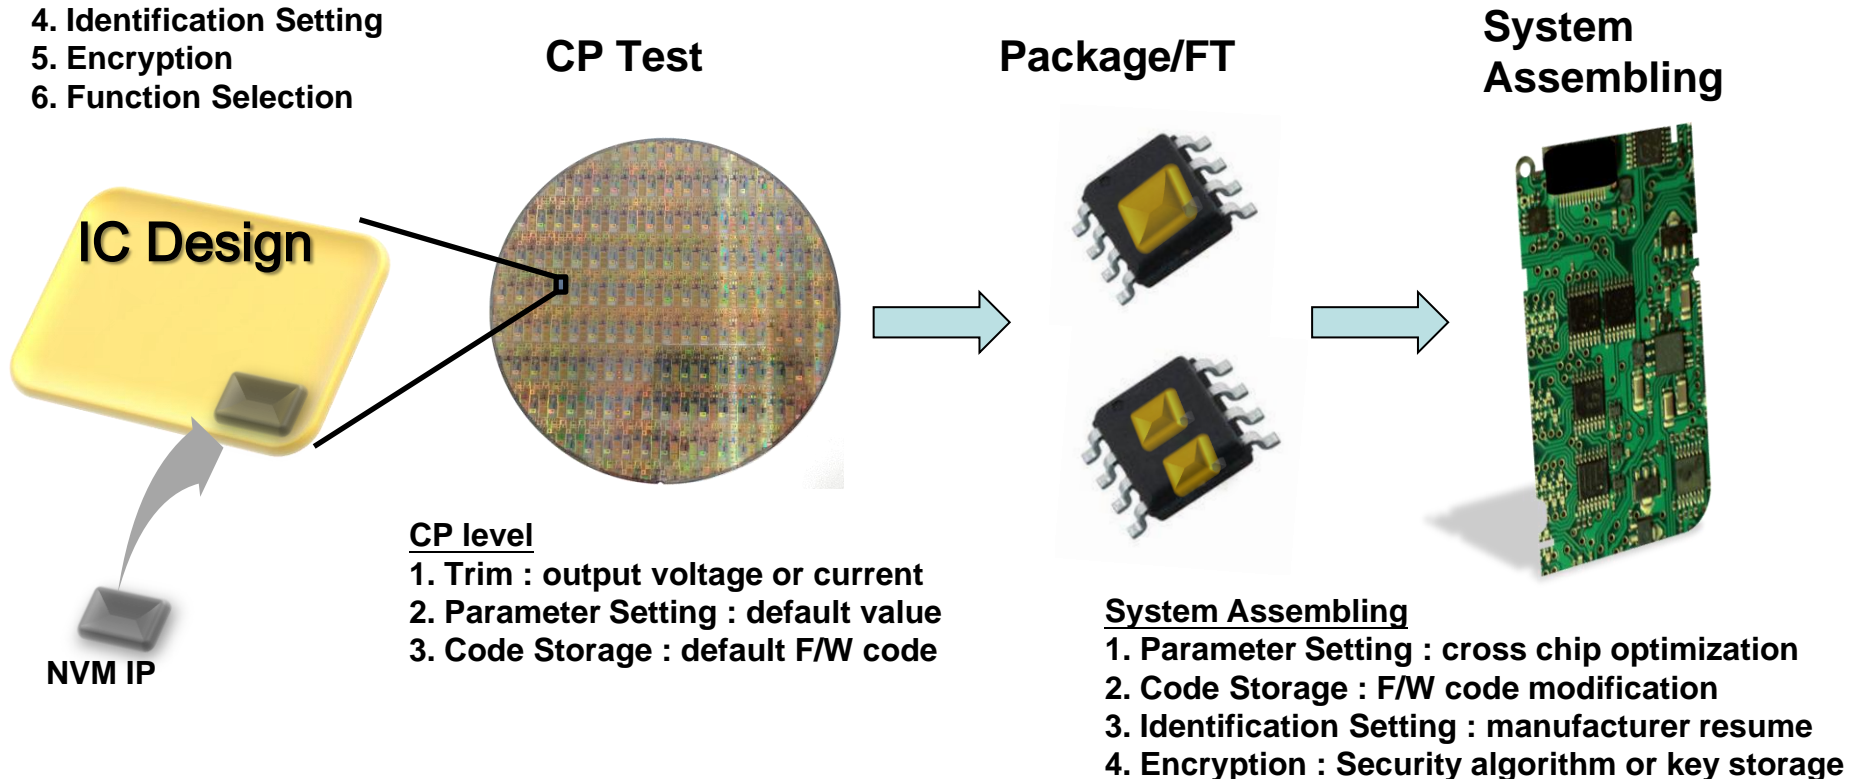 4. Identification Setting
5. Encryption
6. Function Selection
CP Test
Package/FT
System
Assembling
IC Design
NVM IP
CP level
1. Trim : output voltage or current
2. Parameter Setting : default value
3. Code Storage : default F/W code
System Assembling
1. Parameter Setting : cross chip optimization
2. Code Storage : F/W code modification
3. Identification Setting : manufacturer resume
4. Encryption : Security algorithm or key storage